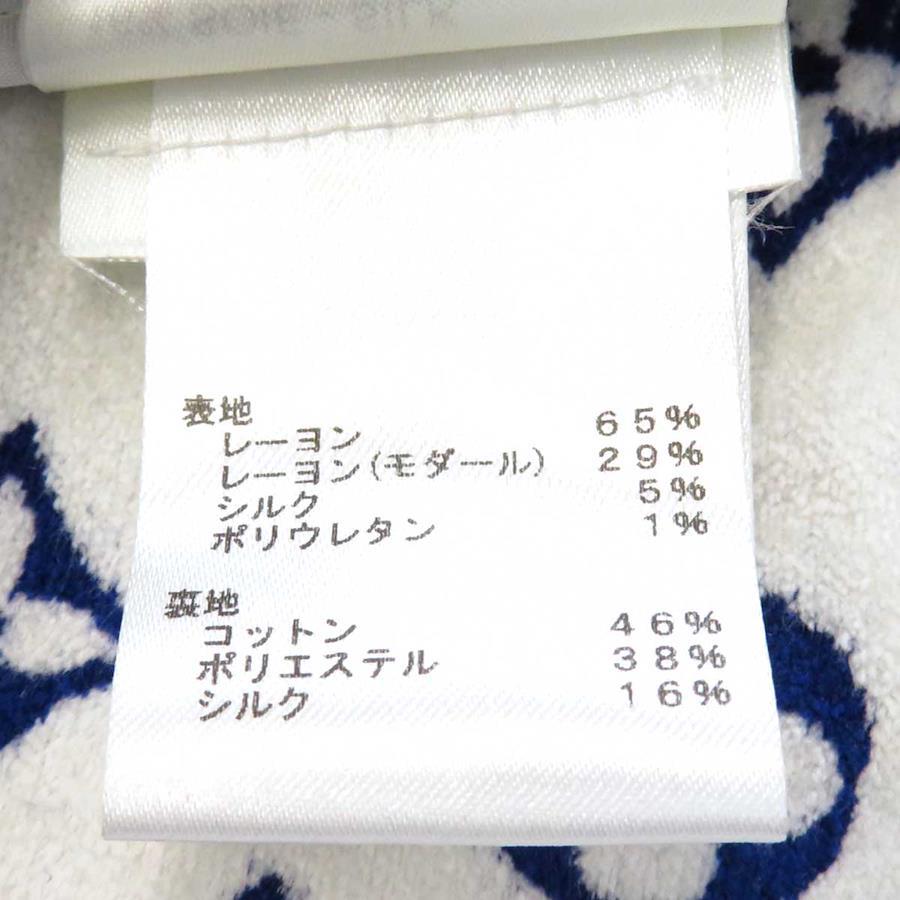 表地
レーヨン 65%
レーヨン(モダール) 29%
シルク 5%
ポリウレタン 1%
裏地
コットン 46%
ポリエステル 38%
シルク 16%